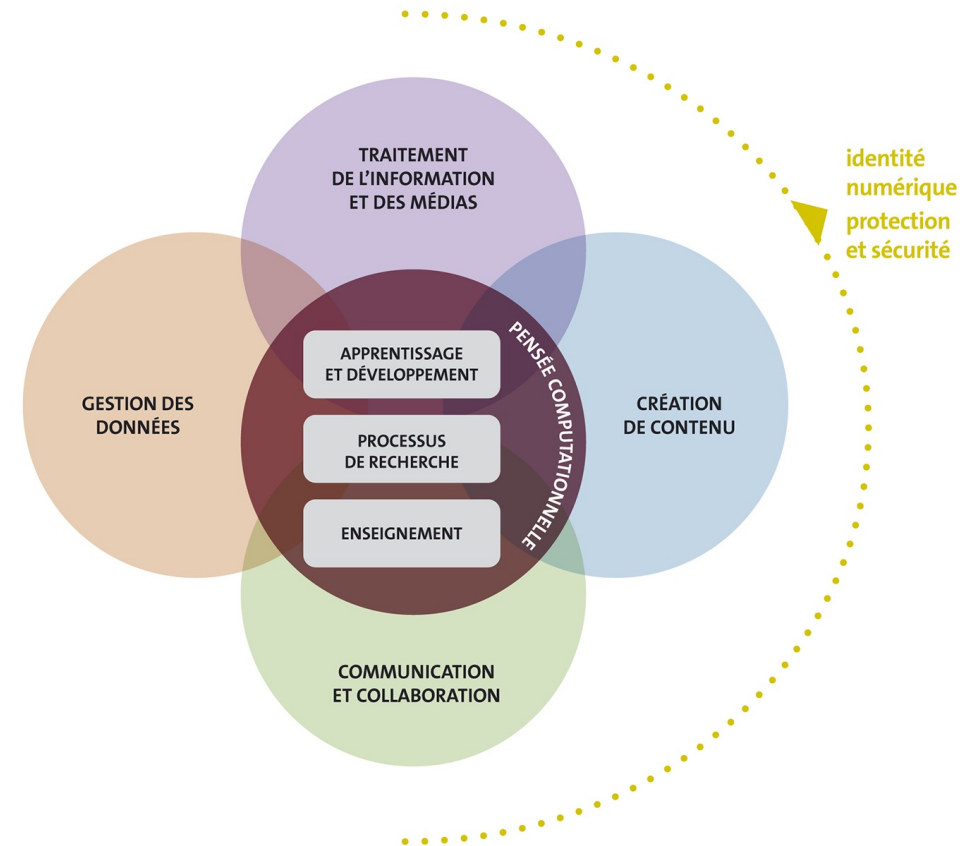 identité
numérique
protection
et sécurité
TRAITEMENT
DE L’INFORMATION
ET DES MÉDIAS
GESTION DES
DONNÉES
APPRENTISSAGE
ET DÉVELOPPEMENT
PROCESSUS
DE RECHERCHE
ENSEIGNEMENT
PENSÉE COMPUTATIONNELLE
CRÉATION
DE CONTENU
COMMUNICATION
ET COLLABORATION